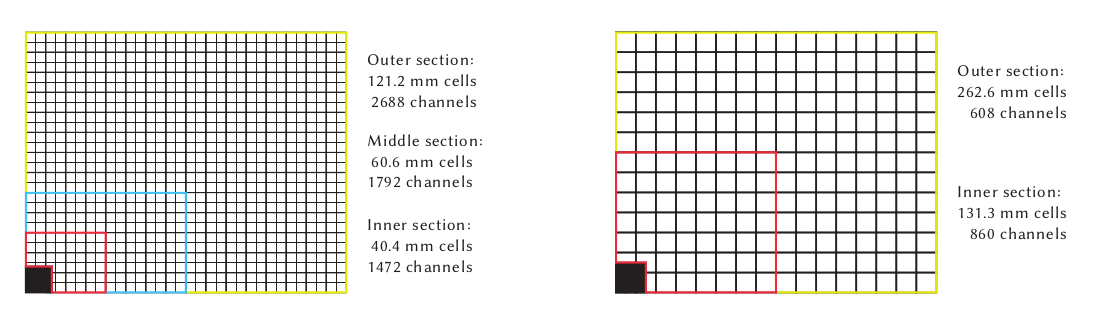 Outer section:
121.2 mm cells
2688 channels
Middle section:
60.6 mm cells
1792 channels
Inner section:
40.4 mm cells
1472 channels
Outer section:
262.6 mm cells
608 channels
Inner section:
131.3 mm cells
860 channels